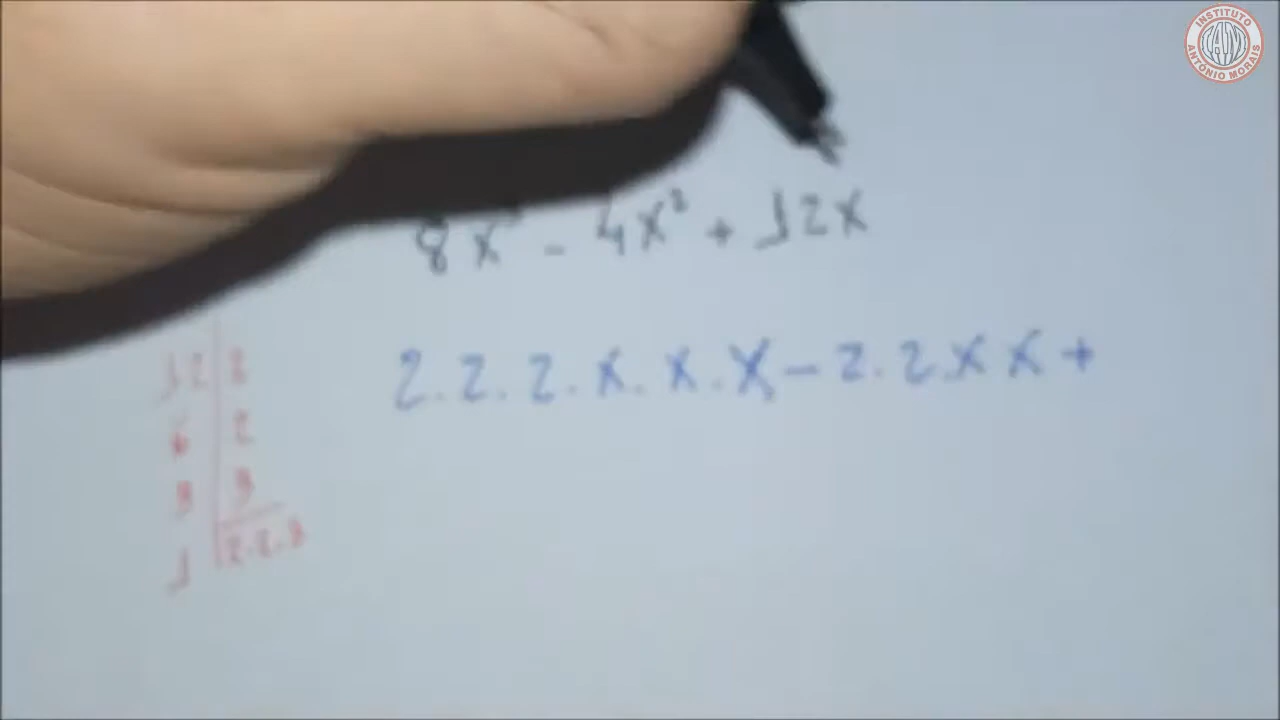 INSTITUTO
IAM
ANTÔNIO MORAIS
8x³ - 4x² + 12x
2.2.2.x.x.x-2.2.x x +
12 | 2
6 | 2
3 | 3
1 | 2.2.3